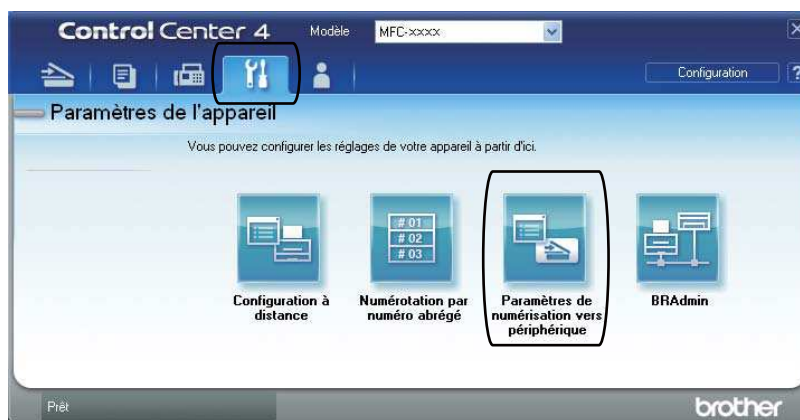 Control Center 4 Modèle MFC-xxxx X
Configuration ?
Paramètres de l'appareil
Vous pouvez configurer les réglages de votre appareil à partir d'ici.
# 01
# 02
# 03
Configuration à
distance
Numérotation par
numéro abrégé
Paramètres de
numérisation vers
périphérique
BRAdmin
Prêt
brother